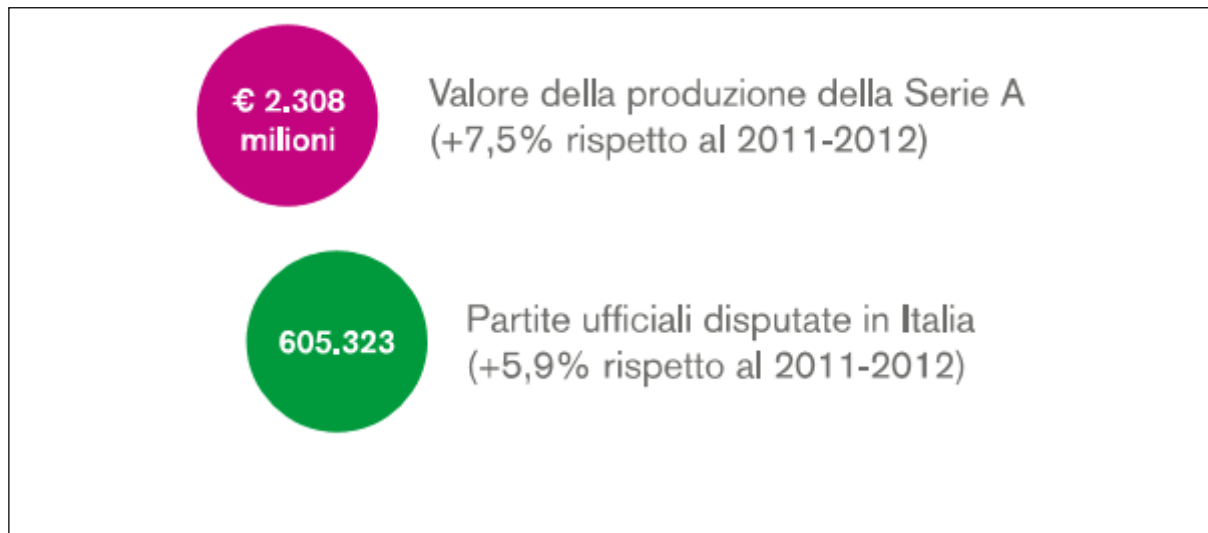 € 2.308
milioni
Valore della produzione della Serie A
(+7,5% rispetto al 2011-2012)
605.323
Partite ufficiali disputate in Italia
(+5,9% rispetto al 2011-2012)